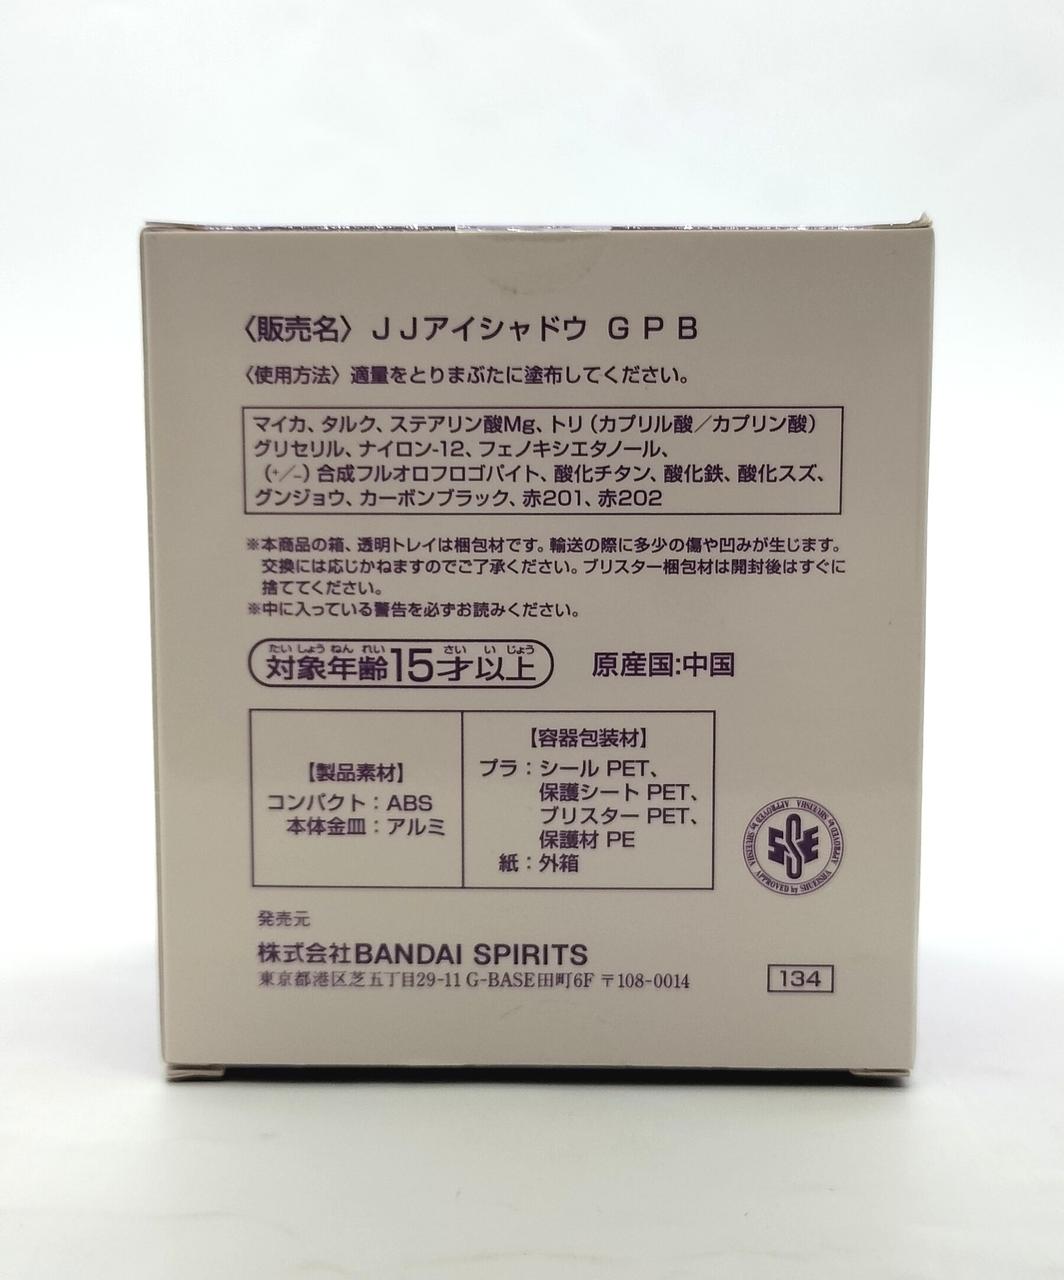 〈販売名〉ＪＪアイシャドウ ＧＰＢ
〈使用方法〉適量をとりまぶたに塗布してください。
マイカ、タルク、ステアリン酸Mg、トリ（カプリル酸／カプリン酸）
グリセリル、ナイロン-12、フェノキシエタノール、
（+／−）合成フルオロフロゴパイト、酸化チタン、酸化鉄、酸化スズ、
グンジョウ、カーボンブラック、赤201、赤202
※本商品の箱、透明トレイは梱包材です。輸送の際に多少の傷や凹みが生じます。
交換には応じかねますのでご了承ください。ブリスター梱包材は開封後はすぐに
捨ててください。
※中に入っている警告を必ずお読みください。
たいしょうねんれい さいいじょう
対象年齢15才以上
原産国:中国
【製品素材】
コンパクト：ABS
本体金皿：アルミ
【容器包装材】
プラ：シール PET、
保護シート PET、
ブリスター PET、
保護材 PE
紙：外箱
SSE
APPROVED by SHUEISHA APPROVED by SHUEISHA APPROVED by SHUEISHA
発売元
株式会社BANDAI SPIRITS
東京都港区芝五丁目29-11 G-BASE田町6F 〒108-0014
134